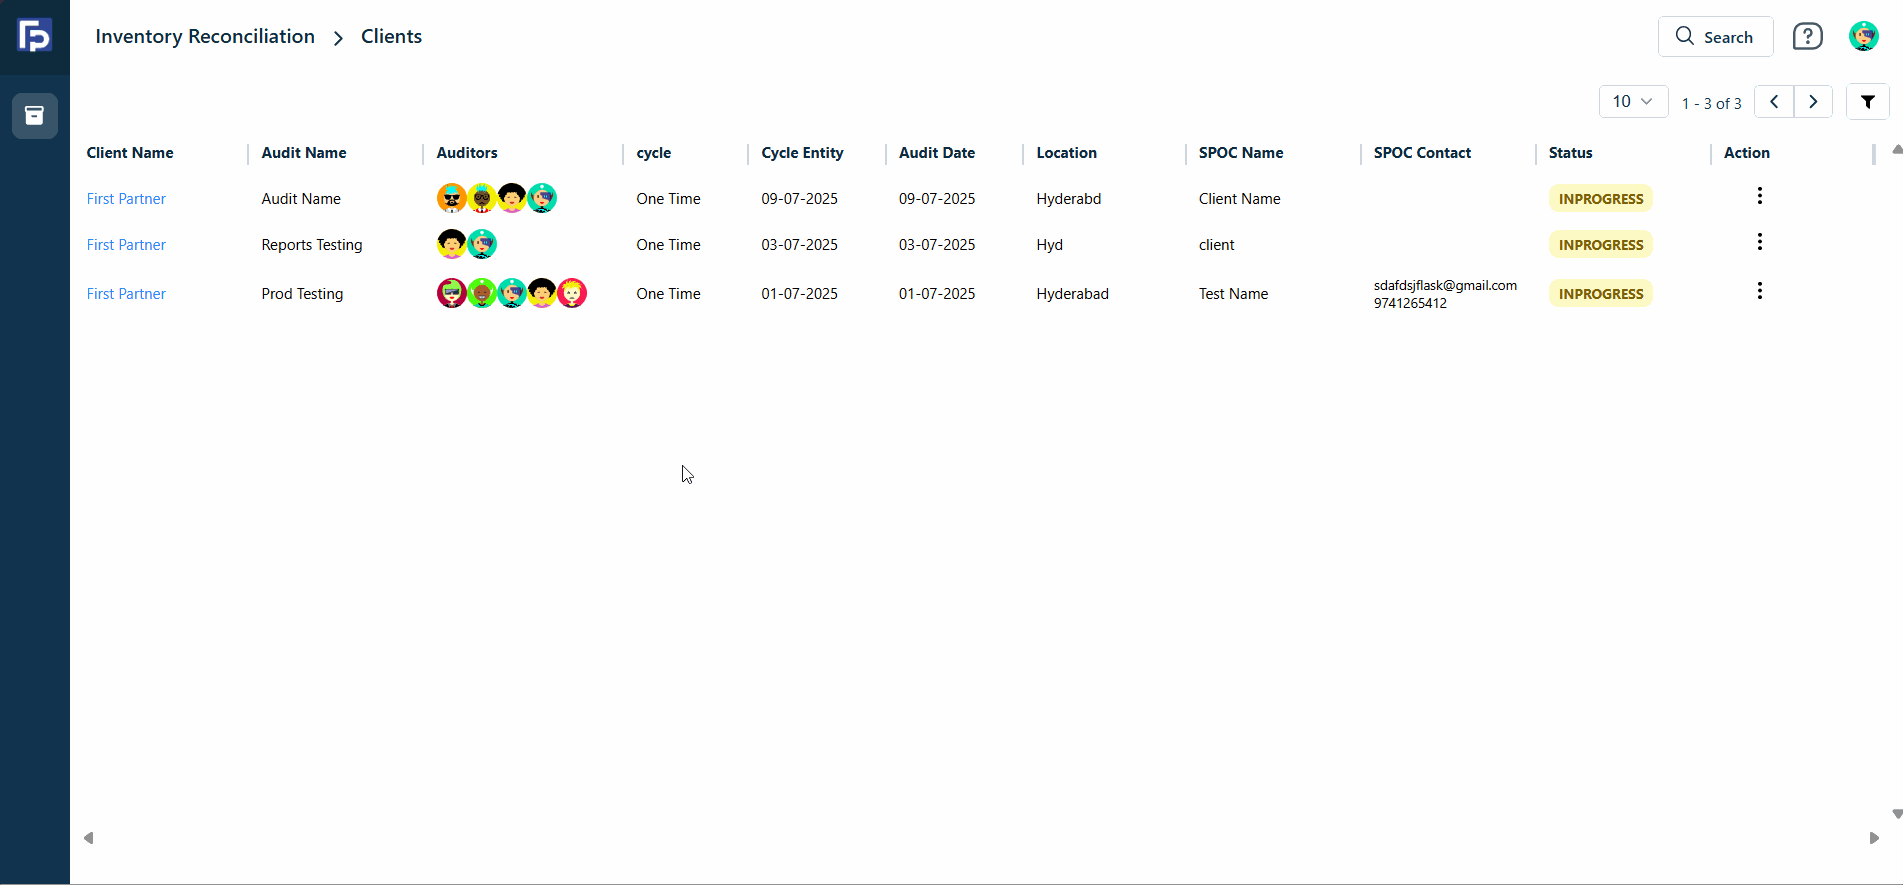 Inventory Reconciliation > Clients
Search
10 1 - 3 of 3
Client Name Audit Name Auditors cycle Cycle Entity Audit Date Location SPOC Name SPOC Contact Status Action
First Partner Audit Name One Time 09-07-2025 09-07-2025 Hyderabd Client Name INPROGRESS
First Partner Reports Testing One Time 03-07-2025 03-07-2025 Hyd client INPROGRESS
First Partner Prod Testing One Time 01-07-2025 01-07-2025 Hyderabad Test Name sdafdsjflask@gmail.com INPROGRESS
9741265412